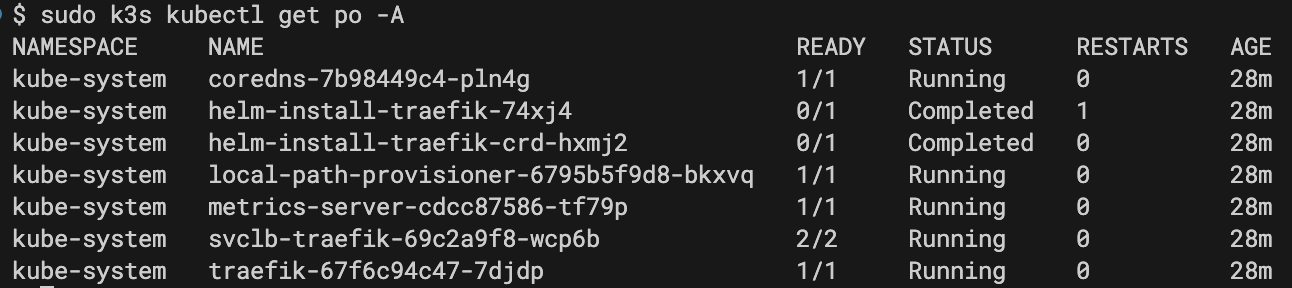 $ sudo k3s kubectl get po -A
NAMESPACE NAME READY STATUS RESTARTS AGE
kube-system coredns-7b98449c4-pln4g 1/1 Running 0 28m
kube-system helm-install-traefik-74xj4 0/1 Completed 1 28m
kube-system helm-install-traefik-crd-hxmj2 0/1 Completed 0 28m
kube-system local-path-provisioner-6795b5f9d8-bkxvq 1/1 Running 0 28m
kube-system metrics-server-cdcc87586-tf79p 1/1 Running 0 28m
kube-system svclb-traefik-69c2a9f8-wcp6b 2/2 Running 0 28m
kube-system traefik-67f6c94c47-7djdp 1/1 Running 0 28m